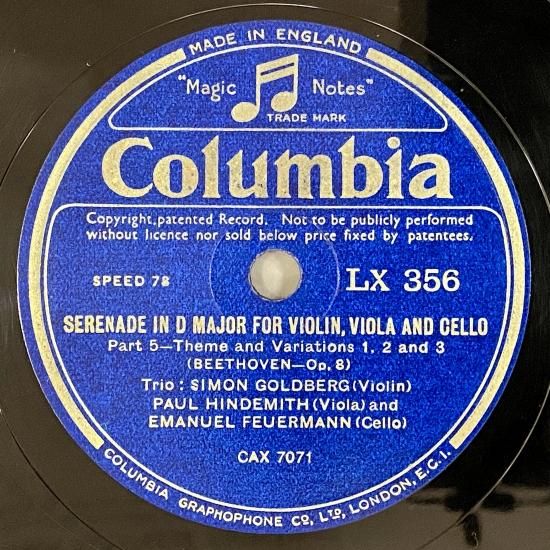 MADE IN ENGLAND
"Magic Notes"
TRADE MARK
Columbia
Copyright, patented Record. Not to be publicly performed
without licence nor sold below price fixed by patentees.
SPEED 78
LX 356
SERENADE IN D MAJOR FOR VIOLIN, VIOLA AND CELLO
Part 5—Theme and Variations 1, 2 and 3
(BEETHOVEN—Op. 8)
Trio: SIMON GOLDBERG (Violin)
PAUL HINDEMITH (Viola) and
EMANUEL FEUERMANN (Cello)
CAX 7071
COLUMBIA GRAPHOPHONE CO, LTD, LONDON, E.C.1.